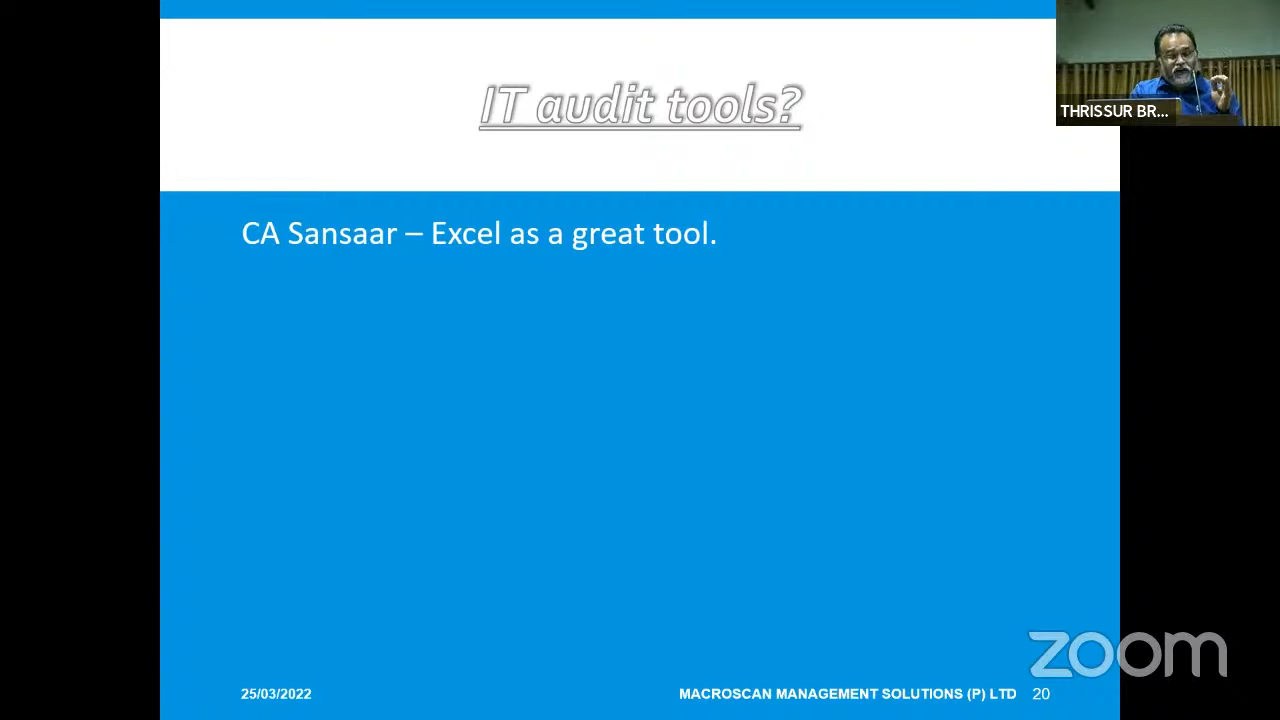 IT audit tools?
THRISSUR BR...
CA Sansaar – Excel as a great tool.
zoom
25/03/2022
MACROSCAN MANAGEMENT SOLUTIONS (P) LTD 20